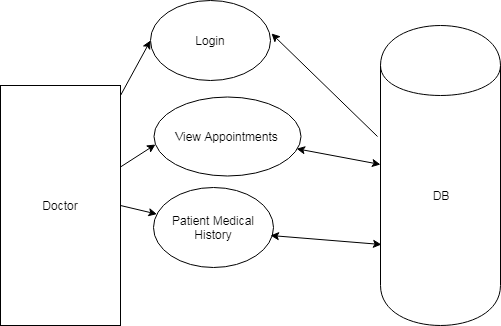 Login
View Appointments
Doctor
DB
Patient Medical
History